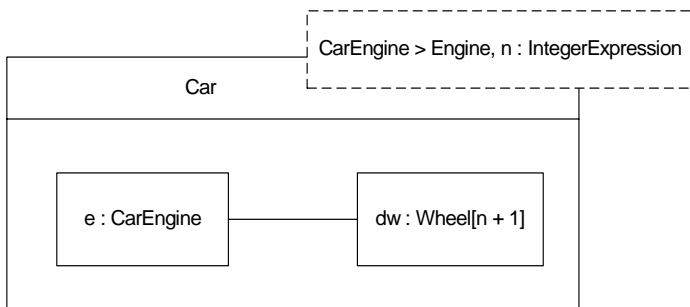 CarEngine > Engine, n : IntegerExpression
Car
e : CarEngine
dw : Wheel[n + 1]